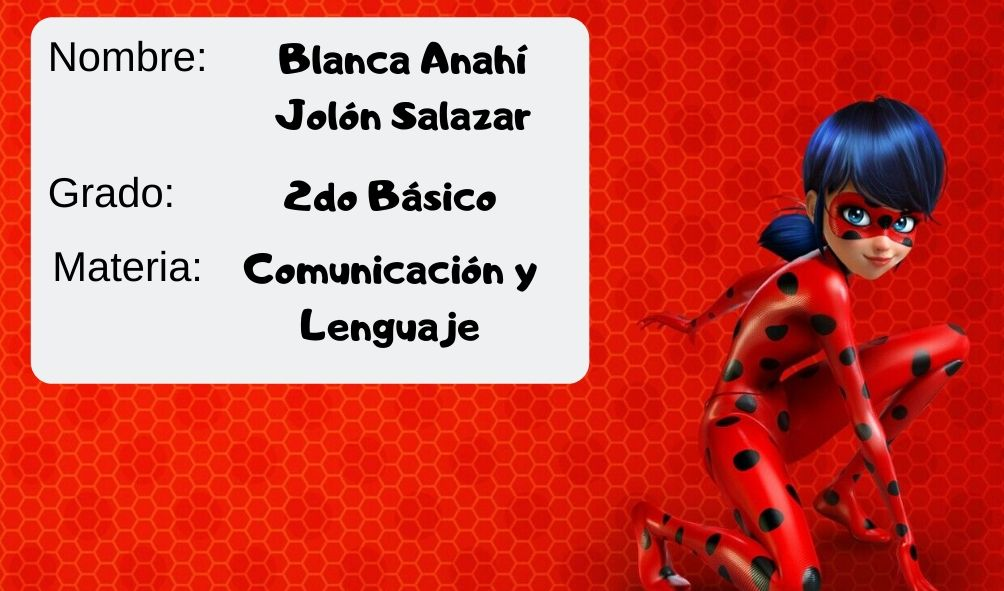 Nombre: Blanca Anahí
Jolón Salazar
Grado: 2do Básico
Materia: Comunicación y
Lenguaje